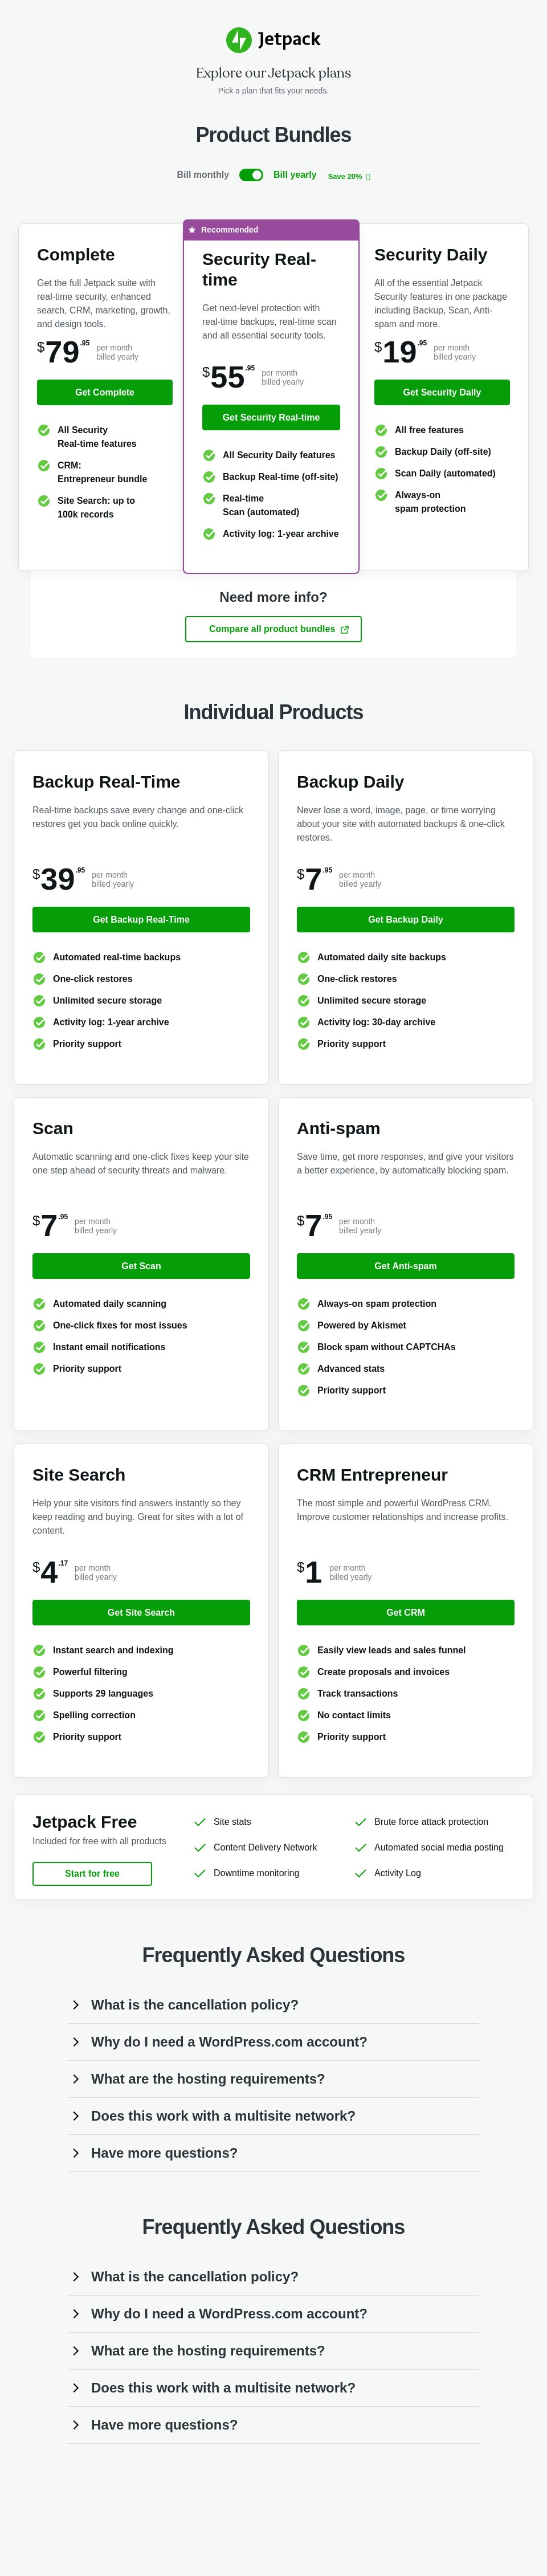 Jetpack
Explore our Jetpack plans
Pick a plan that fits your needs.
Product Bundles
Bill monthly Bill yearly Save 20%
Complete
Get the full Jetpack suite with
real-time security, enhanced
search, CRM, marketing, growth,
and design tools.
$79.95 per month
billed yearly
Get Complete
All Security
Real-time features
CRM:
Entrepreneur bundle
Site Search: up to
100k records
Recommended
Security Real-
time
Get next-level protection with
real-time backups, real-time scan
and all essential security tools.
$55.95 per month
billed yearly
Get Security Real-time
All Security Daily features
Backup Real-time (off-site)
Real-time
Scan (automated)
Activity log: 1-year archive
Security Daily
All of the essential Jetpack
Security features in one package
including Backup, Scan, Anti-
spam and more.
$19.95 per month
billed yearly
Get Security Daily
All free features
Backup Daily (off-site)
Scan Daily (automated)
Always-on
spam protection
Need more info?
Compare all product bundles
Individual Products
Backup Real-Time
Real-time backups save every change and one-click
restores get you back online quickly.
$39.95 per month
billed yearly
Get Backup Real-Time
Automated real-time backups
One-click restores
Unlimited secure storage
Activity log: 1-year archive
Priority support
Backup Daily
Never lose a word, image, page, or time worrying
about your site with automated backups & one-click
restores.
$7.95 per month
billed yearly
Get Backup Daily
Automated daily site backups
One-click restores
Unlimited secure storage
Activity log: 30-day archive
Priority support
Scan
Automatic scanning and one-click fixes keep your site
one step ahead of security threats and malware.
$7.95 per month
billed yearly
Get Scan
Automated daily scanning
One-click fixes for most issues
Instant email notifications
Priority support
Anti-spam
Save time, get more responses, and give your visitors
a better experience, by automatically blocking spam.
$7.95 per month
billed yearly
Get Anti-spam
Always-on spam protection
Powered by Akismet
Block spam without CAPTCHAs
Advanced stats
Priority support
Site Search
Help your site visitors find answers instantly so they
keep reading and buying. Great for sites with a lot of
content.
$4.17 per month
billed yearly
Get Site Search
Instant search and indexing
Powerful filtering
Supports 29 languages
Spelling correction
Priority support
CRM Entrepreneur
The most simple and powerful WordPress CRM.
Improve customer relationships and increase profits.
$1 per month
billed yearly
Get CRM
Easily view leads and sales funnel
Create proposals and invoices
Track transactions
No contact limits
Priority support
Jetpack Free
Included for free with all products
Start for free
Site stats
Content Delivery Network
Downtime monitoring
Brute force attack protection
Automated social media posting
Activity Log
Frequently Asked Questions
What is the cancellation policy?
Why do I need a WordPress.com account?
What are the hosting requirements?
Does this work with a multisite network?
Have more questions?
Frequently Asked Questions
What is the cancellation policy?
Why do I need a WordPress.com account?
What are the hosting requirements?
Does this work with a multisite network?
Have more questions?